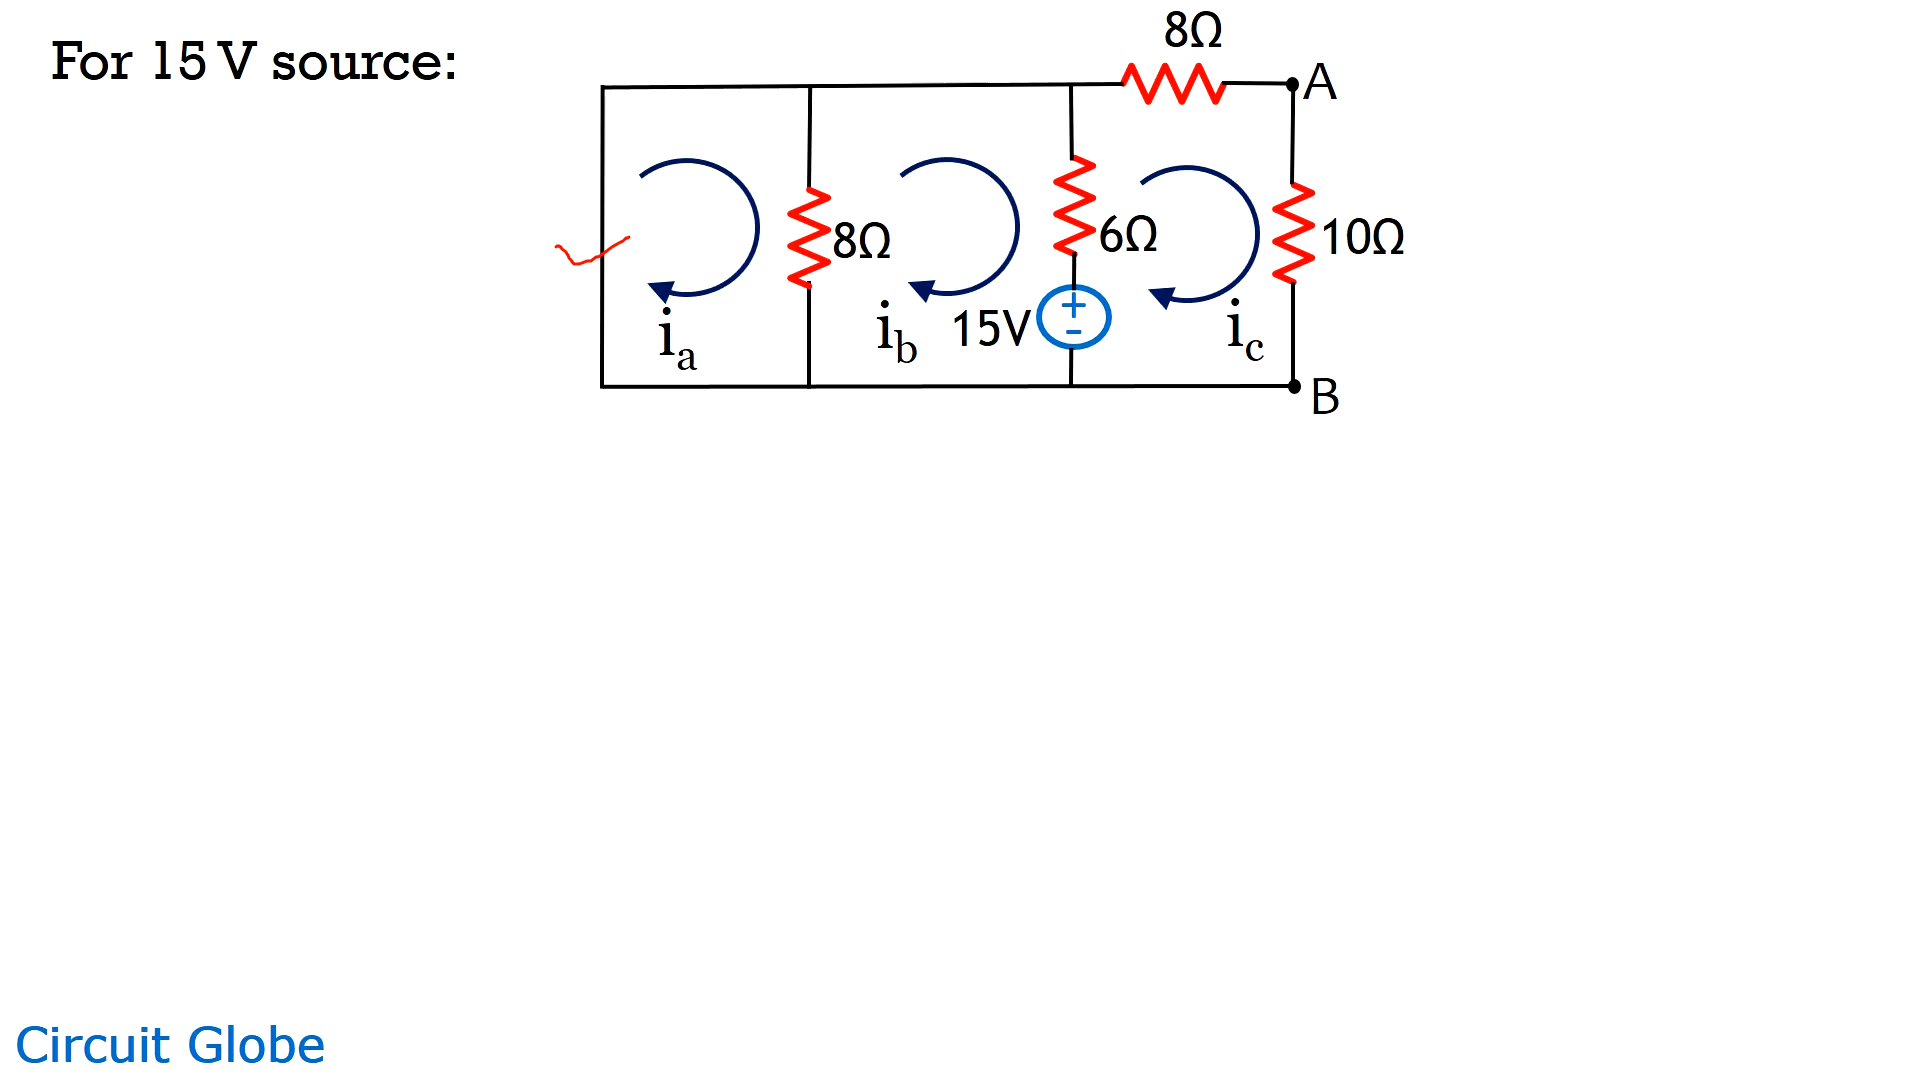 For 15 V source:
8Ω
A
8Ω
6Ω
10Ω
+
15V
-
ia
ib
ic
B
Circuit Globe